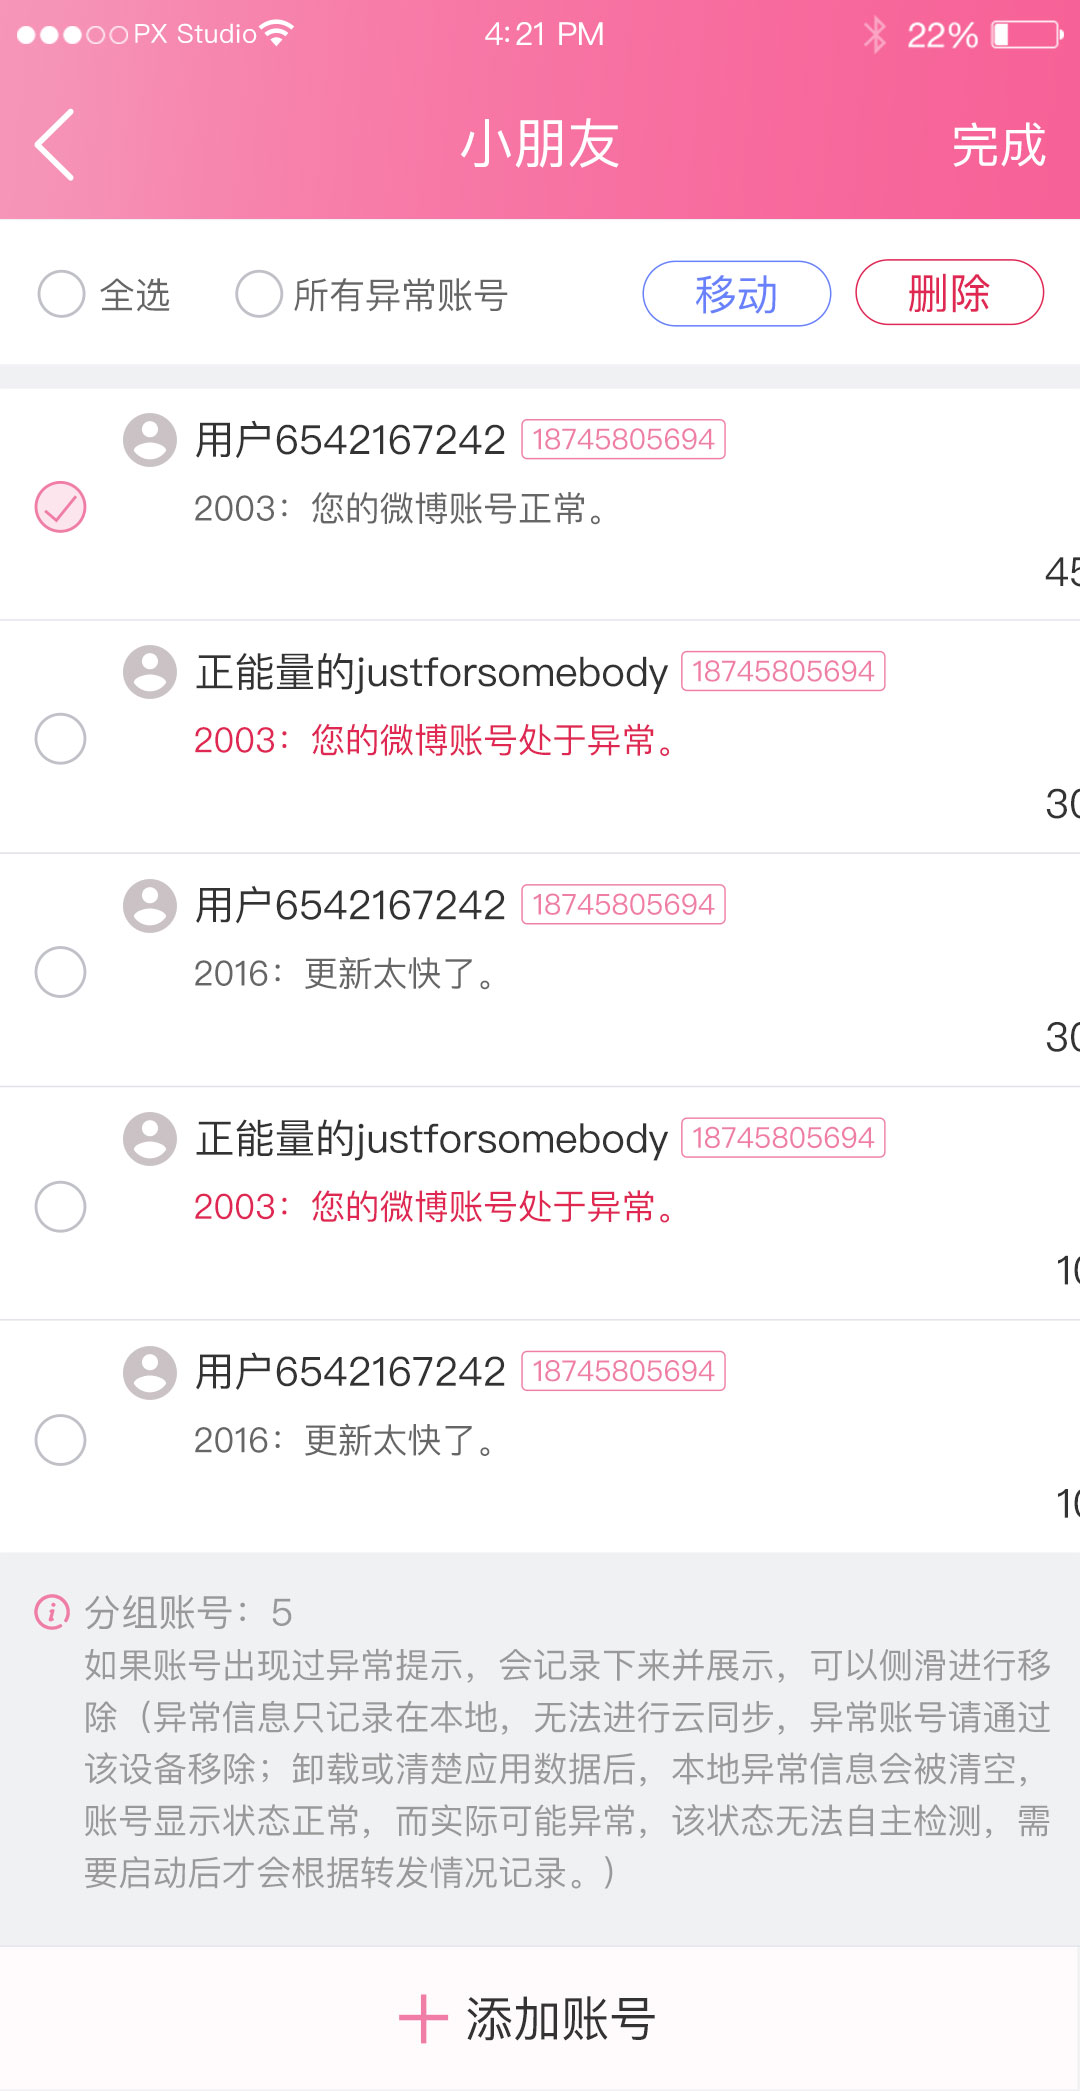 PX Studio 4:21 PM 22%
小朋友 完成
全选 所有异常账号 移动 删除
用户6542167242 18745805694
2003：您的微博账号正常。
45
正能量的justforsomebody 18745805694
2003：您的微博账号处于异常。
30
用户6542167242 18745805694
2016：更新太快了。
30
正能量的justforsomebody 18745805694
2003：您的微博账号处于异常。
10
用户6542167242 18745805694
2016：更新太快了。
10
分组账号：5
如果账号出现过异常提示，会记录下来并展示，可以侧滑进行移
除（异常信息只记录在本地，无法进行云同步，异常账号请通过
该设备移除；卸载或清楚应用数据后，本地异常信息会被清空，
账号显示状态正常，而实际可能异常，该状态无法自主检测，需
要启动后才会根据转发情况记录。）
添加账号